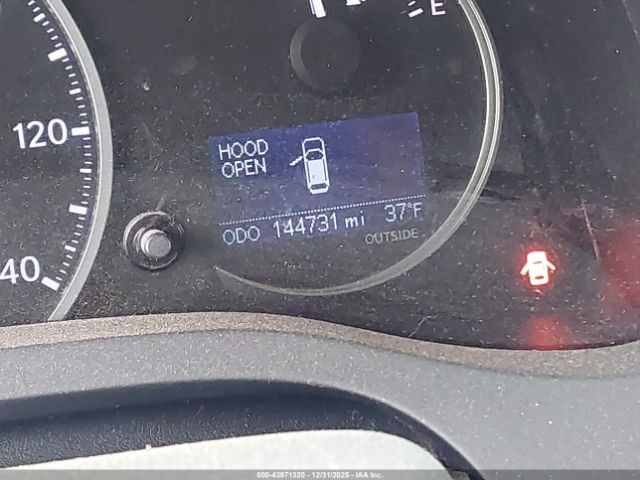 E
120
HOOD
OPEN
ODO 144731 mi 37°F
OUTSIDE
40
000-43971320 - 12/31/2025 - IAA Inc.